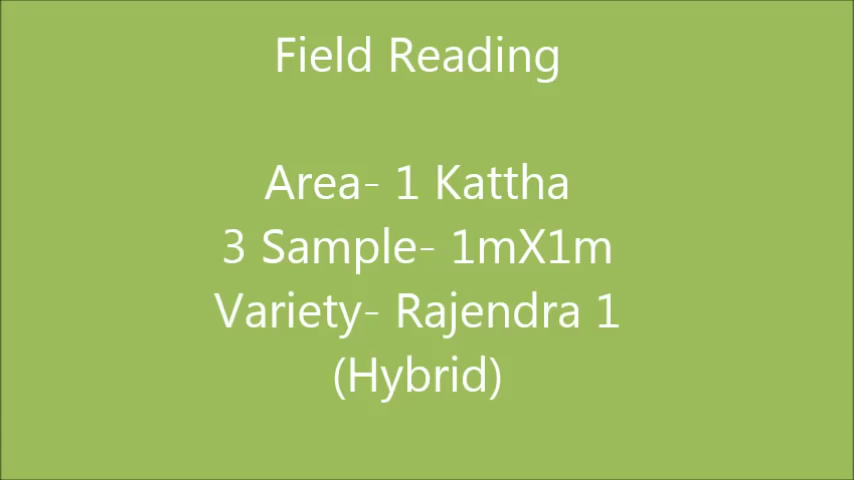 Field Reading
Area- 1 Kattha
3 Sample- 1mX1m
Variety- Rajendra 1
(Hybrid)